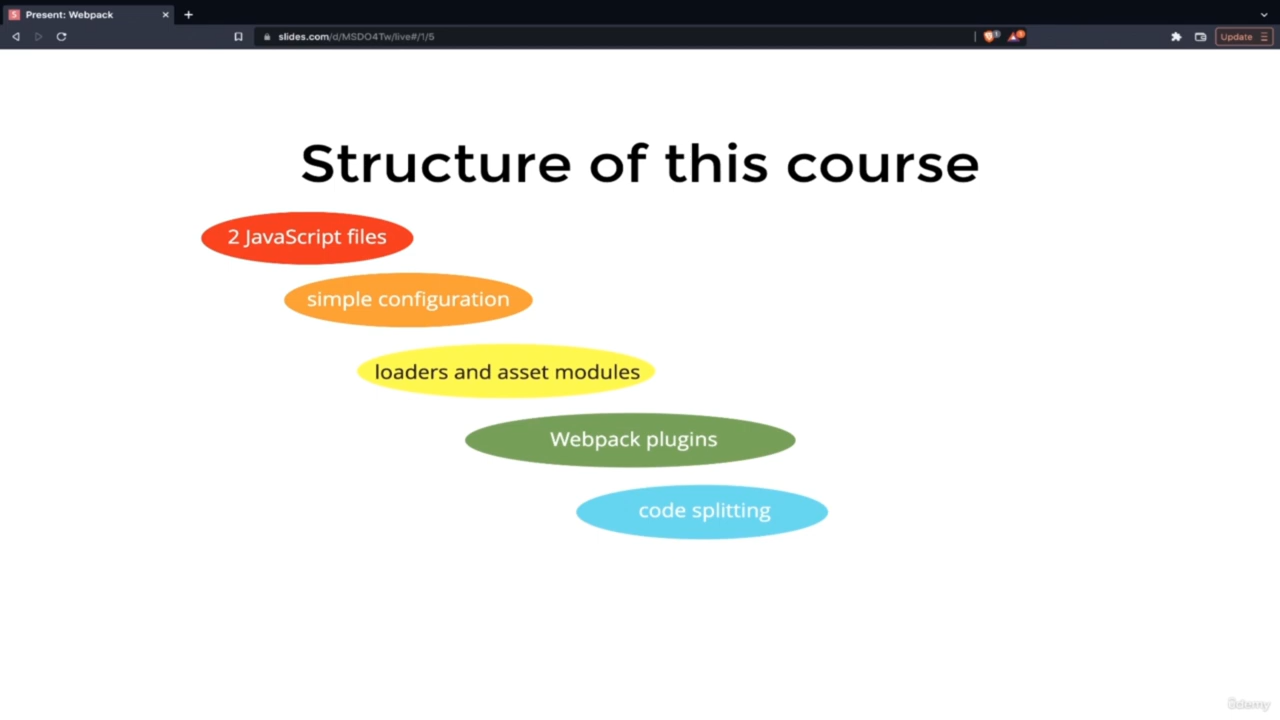 Present: Webpack
slides.com/d/MSDO4Tw/live#/1/5
Update
Structure of this course
2 JavaScript files
simple configuration
loaders and asset modules
Webpack plugins
code splitting
ûdemy